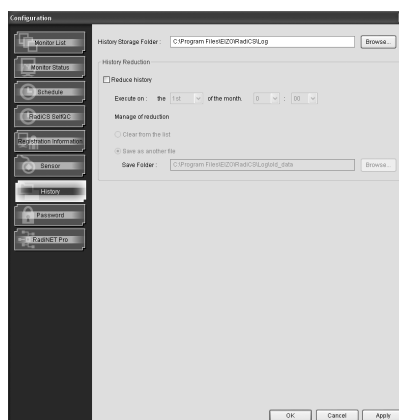 Configuration
Monitor List
Monitor Status
Schedule
RadiCS SelfQC
Registration Information
Sensor
History
Password
RadiNET Pro
History Storage Folder : C:\Program Files\EIZO\RadiCS\Log Browse...
History Reduction
Reduce history
Execute on : the 1st of the month. 0 : 00
Manage of reduction
Clear from the list
Save as another file
Save Folder : C:\Program Files\EIZO\RadiCS\Log\old_data Browse...
OK Cancel Apply